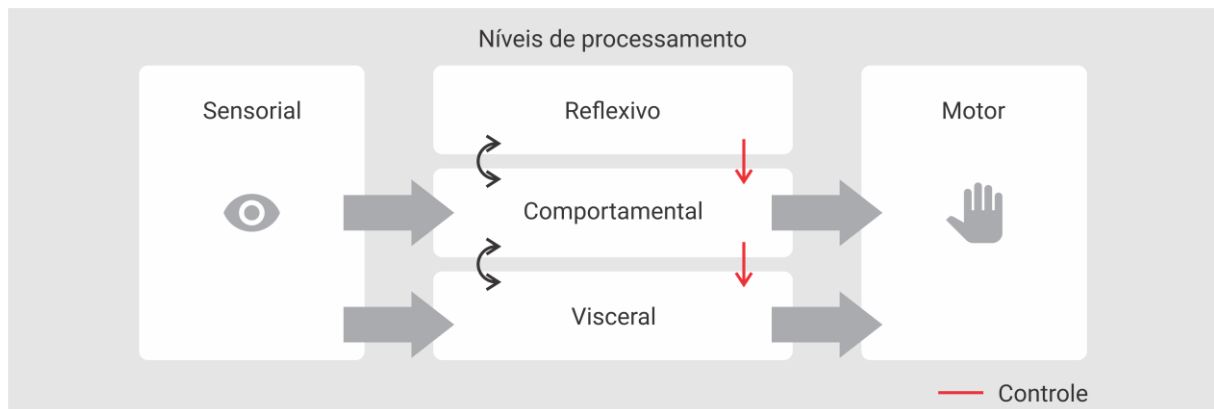 Níveis de processamento
Sensorial
Reflexivo
Motor
Comportamental
Visceral
Controle